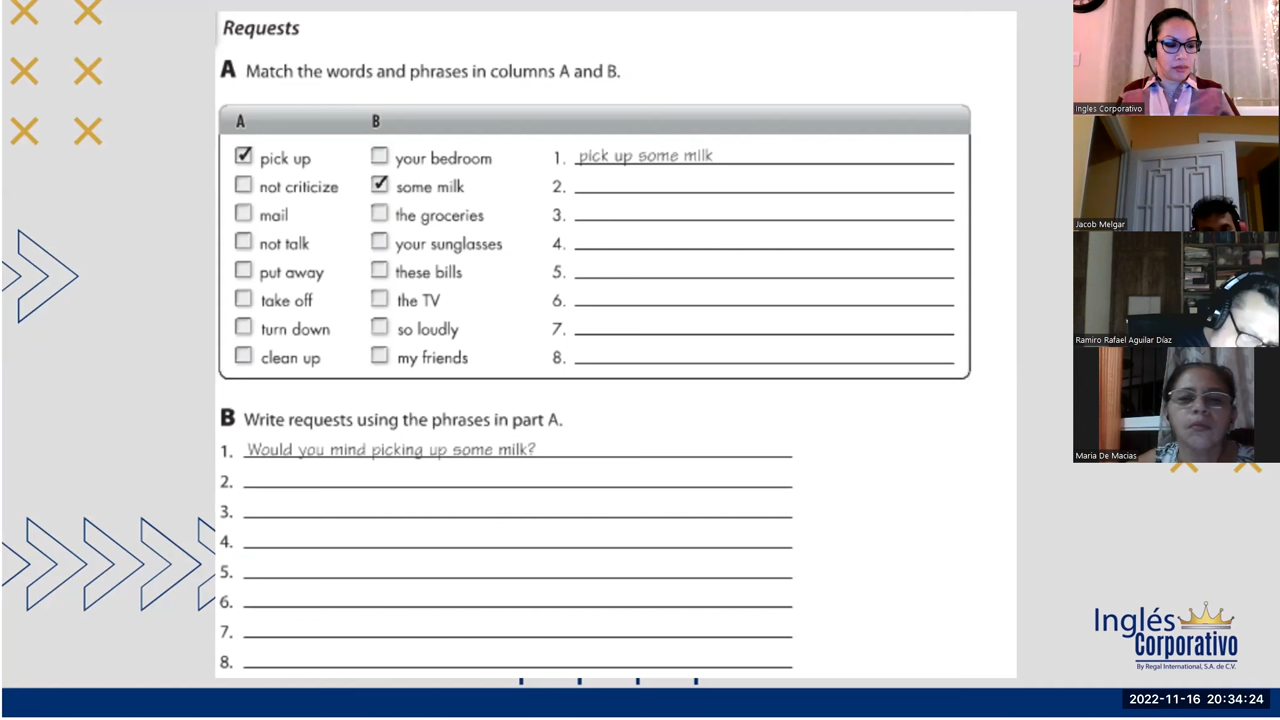 Requests
A Match the words and phrases in columns A and B.
A B
pick up your bedroom 1. pick up some milk
not criticize some milk 2.
mail the groceries 3.
not talk your sunglasses 4.
put away these bills 5.
take off the TV 6.
turn down so loudly 7.
clean up my friends 8.
B Write requests using the phrases in part A.
1. Would you mind picking up some milk?
2.
3.
4.
5.
6.
7.
8.
Ingles Corporativo
Jacob Melgar
Ramiro Rafael Aguilar Díaz
Maria De Macias
Inglés
Corporativo
By Regal International, S.A. de C.V.
2022-11-16 20:34:24